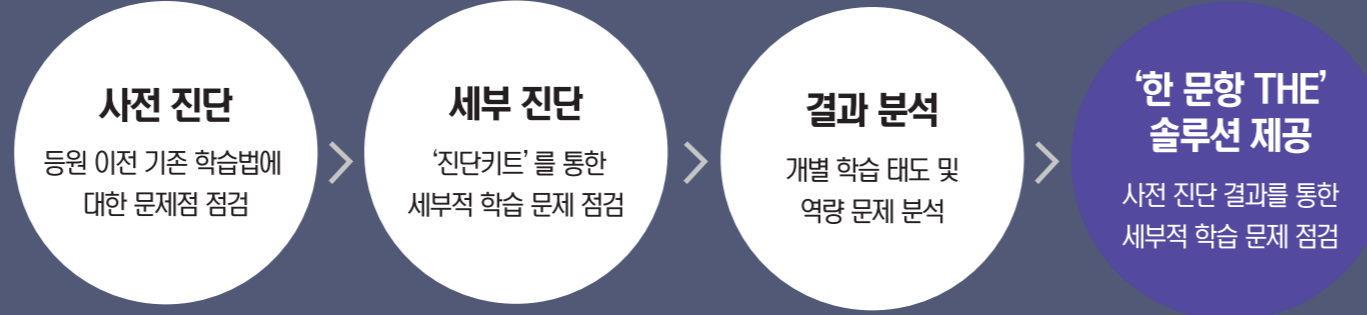 사전 진단
등원 이전 기존 학습법에
대한 문제점 점검
세부 진단
‘진단키트’ 를 통한
세부적 학습 문제 점검
결과 분석
개별 학습 태도 및
역량 문제 분석
‘한 문항 THE’
솔루션 제공
사전 진단 결과를 통한
세부적 학습 문제 점검